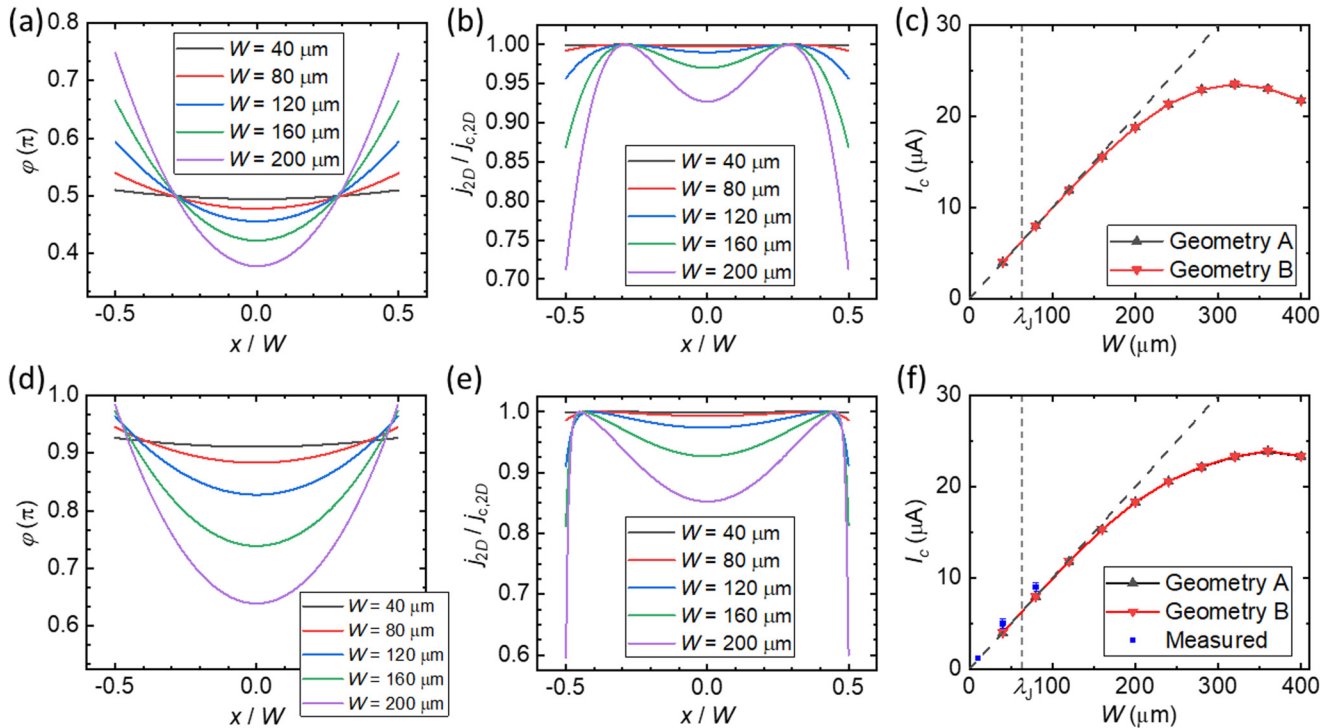 (a)
0.8
0.7
0.6
0.5
0.4
φ (π)
W = 40 μm
W = 80 μm
W = 120 μm
W = 160 μm
W = 200 μm
-0.5 0.0 0.5
x / W
(b)
1.00
0.95
0.90
0.85
0.80
0.75
0.70
j2D / jc,2D
W = 40 μm
W = 80 μm
W = 120 μm
W = 160 μm
W = 200 μm
-0.5 0.0 0.5
x / W
(c)
30
20
10
0
Ic (μA)
Geometry A
Geometry B
0 λJ 100 200 300 400
W (μm)
(d)
1.0
0.9
0.8
0.7
0.6
φ (π)
W = 40 μm
W = 80 μm
W = 120 μm
W = 160 μm
W = 200 μm
-0.5 0.0 0.5
x / W
(e)
1.0
0.9
0.8
0.7
0.6
j2D / jc,2D
W = 40 μm
W = 80 μm
W = 120 μm
W = 160 μm
W = 200 μm
-0.5 0.0 0.5
x / W
(f)
30
20
10
0
Ic (μA)
Geometry A
Geometry B
Measured
0 λJ 100 200 300 400
W (μm)